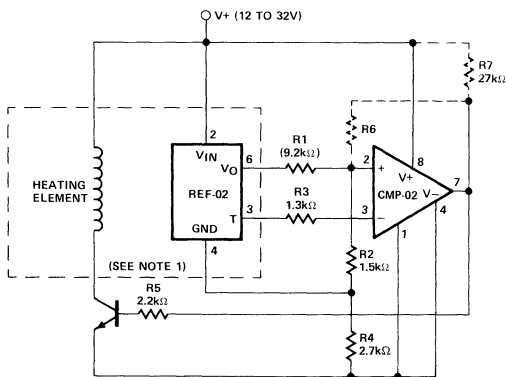 V+ (12 TO 32V)
R7
27kΩ
R6
2
VIN
VO
6
R1
(9.2kΩ)
2
+
V+
8
HEATING
ELEMENT
REF-02
R3
1.3kΩ
CMP-02
V−
7
4
T
3
3
−
GND
4
1
R2
1.5kΩ
(SEE NOTE 1)
R5
2.2kΩ
R4
2.7kΩ